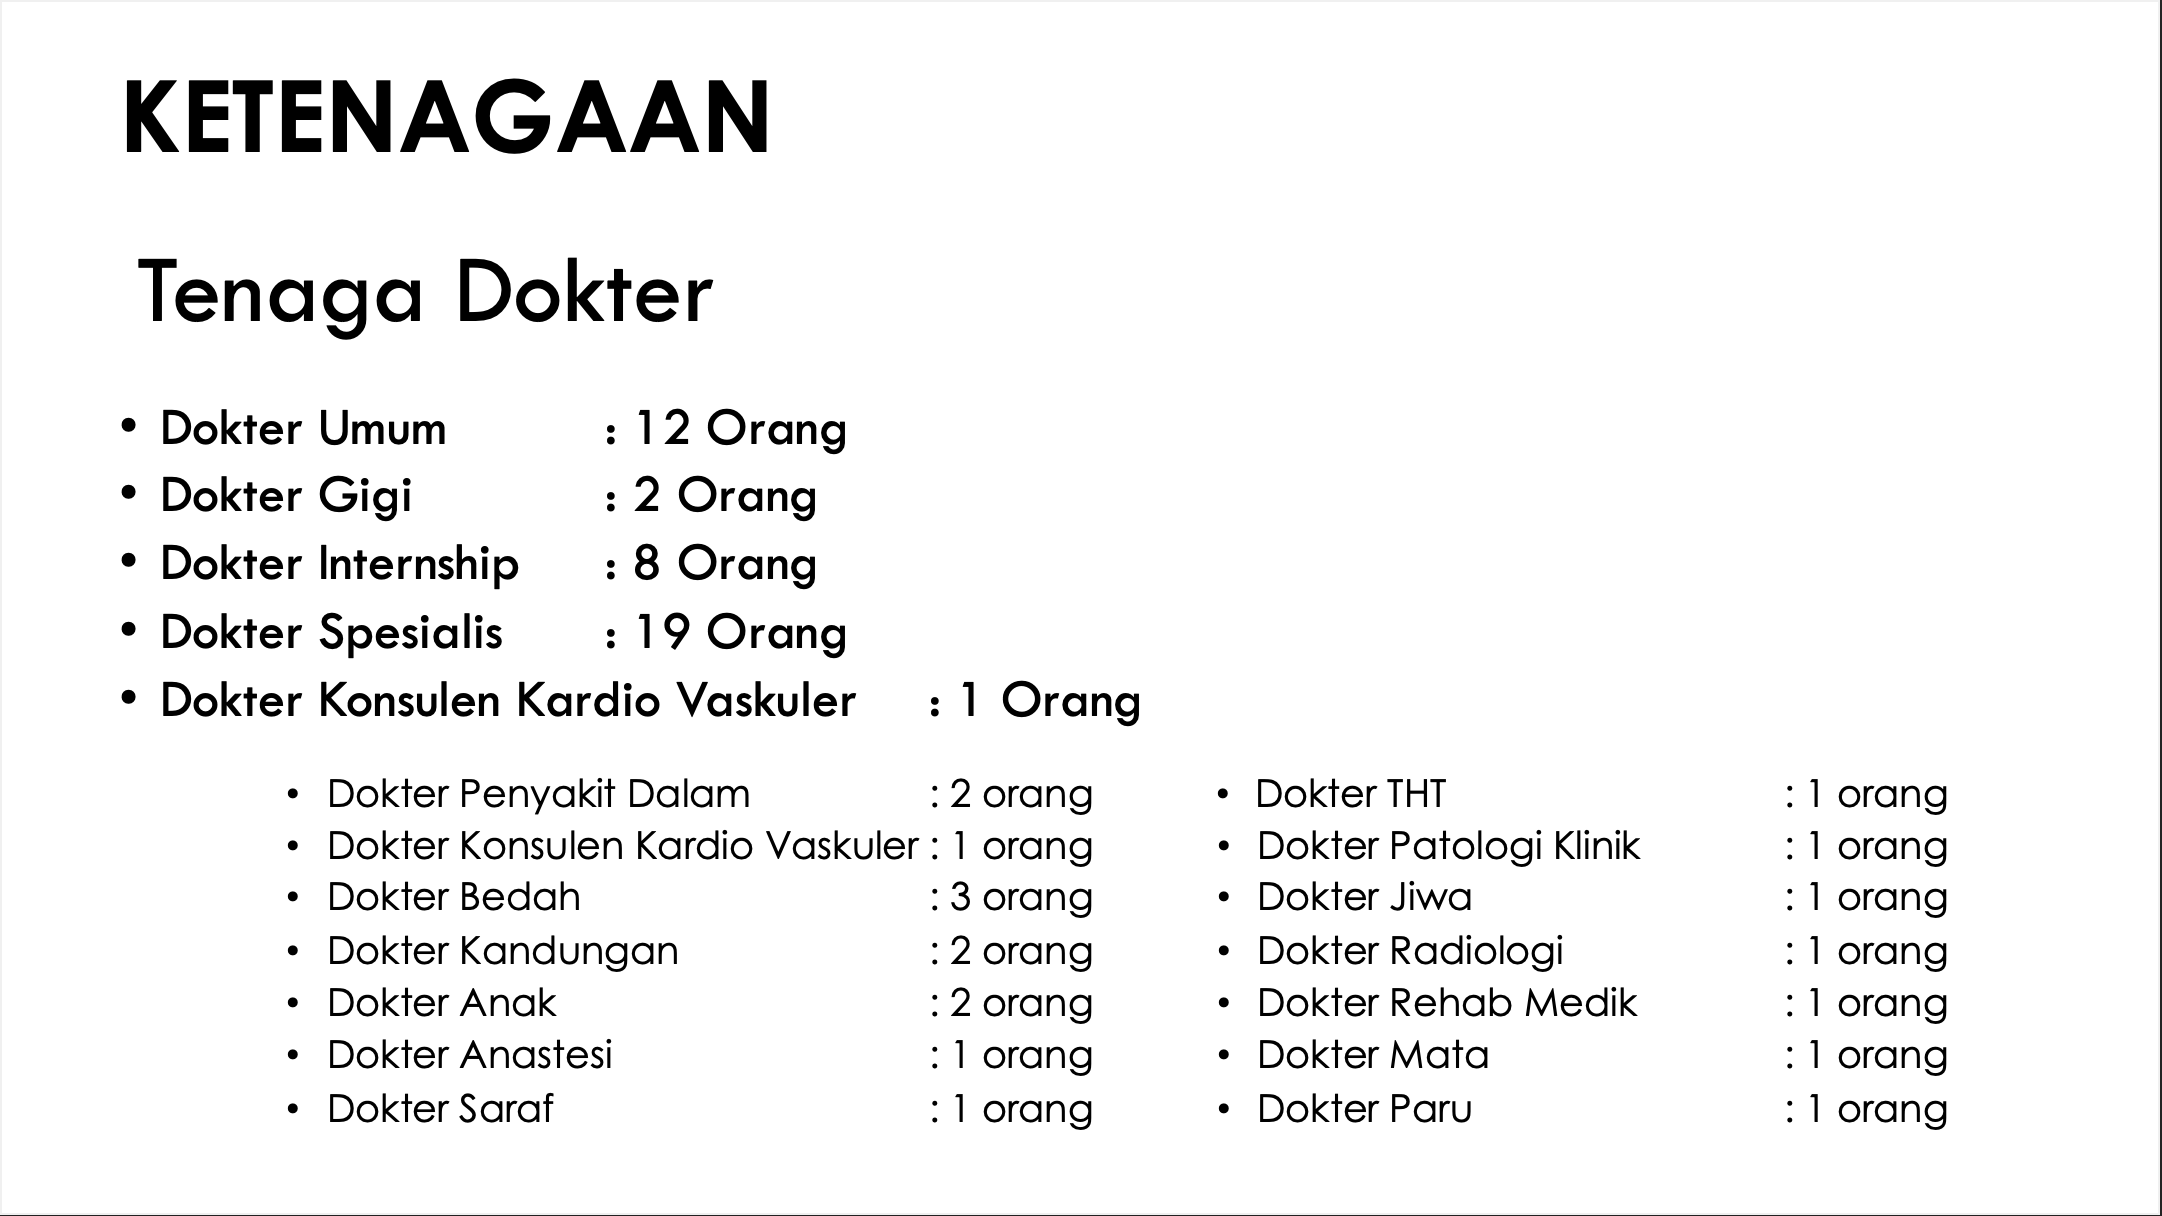 KETENAGAAN
Tenaga Dokter
• Dokter Umum : 12 Orang
• Dokter Gigi : 2 Orang
• Dokter Internship : 8 Orang
• Dokter Spesialis : 19 Orang
• Dokter Konsulen Kardio Vaskuler : 1 Orang
• Dokter Penyakit Dalam : 2 orang
• Dokter Konsulen Kardio Vaskuler : 1 orang
• Dokter Bedah : 3 orang
• Dokter Kandungan : 2 orang
• Dokter Anak : 2 orang
• Dokter Anastesi : 1 orang
• Dokter Saraf : 1 orang
• Dokter THT : 1 orang
• Dokter Patologi Klinik : 1 orang
• Dokter Jiwa : 1 orang
• Dokter Radiologi : 1 orang
• Dokter Rehab Medik : 1 orang
• Dokter Mata : 1 orang
• Dokter Paru : 1 orang